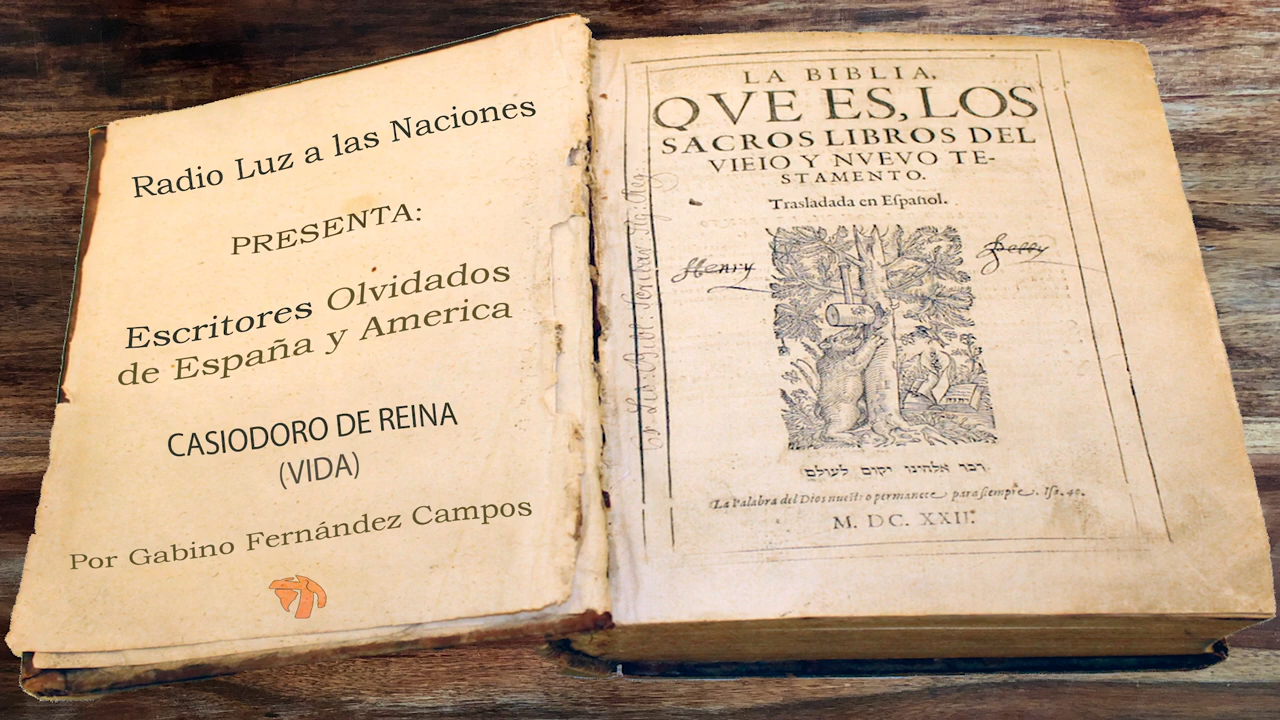 Radio Luz a las Naciones
PRESENTA:
Escritores Olvidados
de España y America
CASIODORO DE REINA
(VIDA)
Por Gabino Fernández Campos
LA BIBLIA,
QVE ES, LOS
SACROS LIBROS DEL
VIEIO Y NVEVO TE-
STAMENTO.
Trasladada en Español.
Henry
דבר אלהינו יקום לעולם
La Palabra del Dios nuestro permanece para siempre. Isa. 40.
M. DC. XXII.